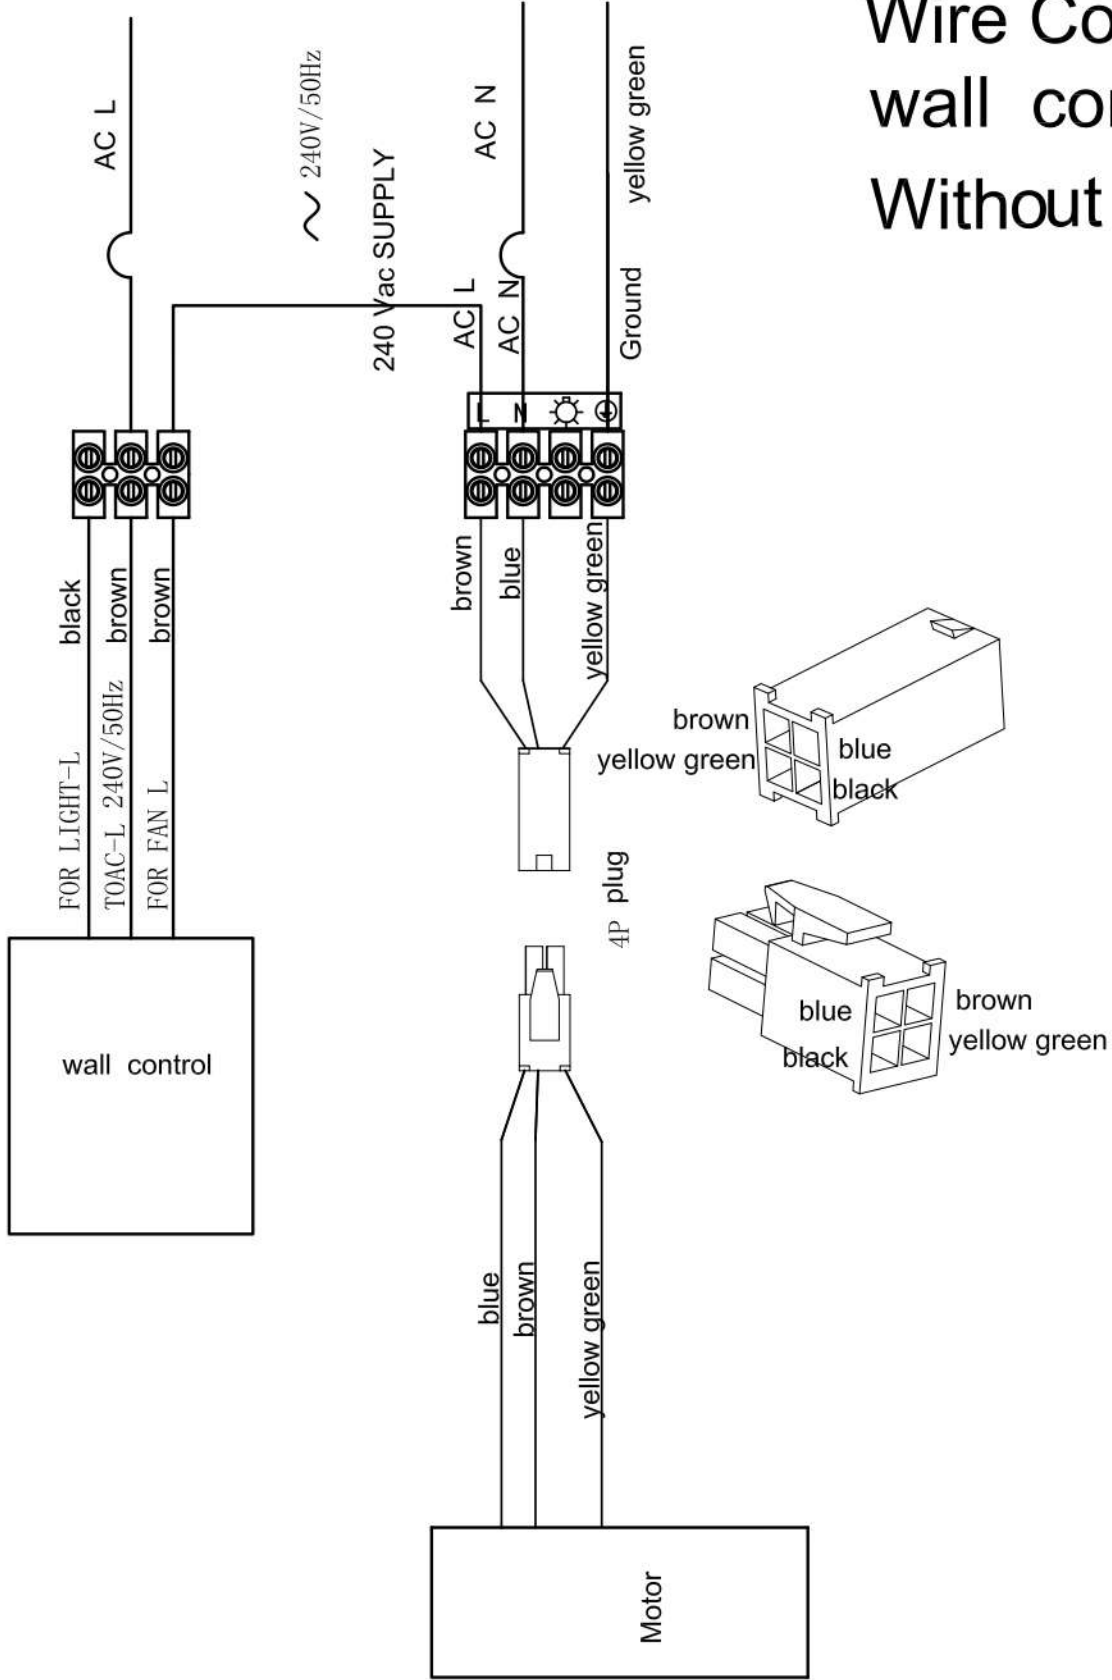 Wire Co
wall con
Without
AC L
240V/50Hz
240 Vac SUPPLY
AC N
yellow green
AC L
AC N
Ground
L N
black
brown
brown
FOR LIGHT-L
TOAC-L 240V/50Hz
FOR FAN L
brown
blue
yellow green
brown
yellow green
blue
black
4P plug
blue
black
brown
yellow green
wall control
blue
brown
yellow green
Motor